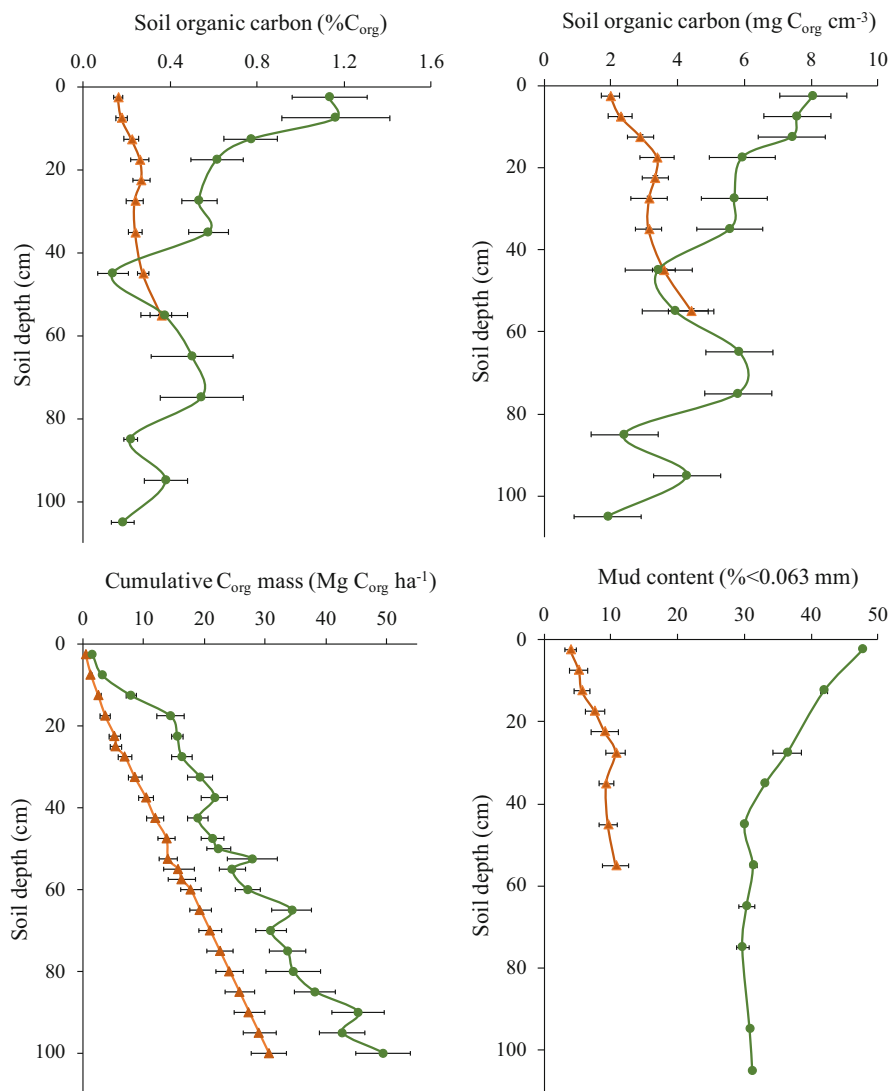 Soil organic carbon (%C_org)
0.0 0.4 0.8 1.2 1.6
0
20
40
60
80
100
Soil depth (cm)
Soil organic carbon (mg C_org cm⁻³)
0 2 4 6 8 10
0
20
40
60
80
100
Soil depth (cm)
Cumulative C_org mass (Mg C_org ha⁻¹)
0 10 20 30 40 50
0
20
40
60
80
100
Soil depth (cm)
Mud content (%<0.063 mm)
0 10 20 30 40 50
0
20
40
60
80
100
Soil depth (cm)